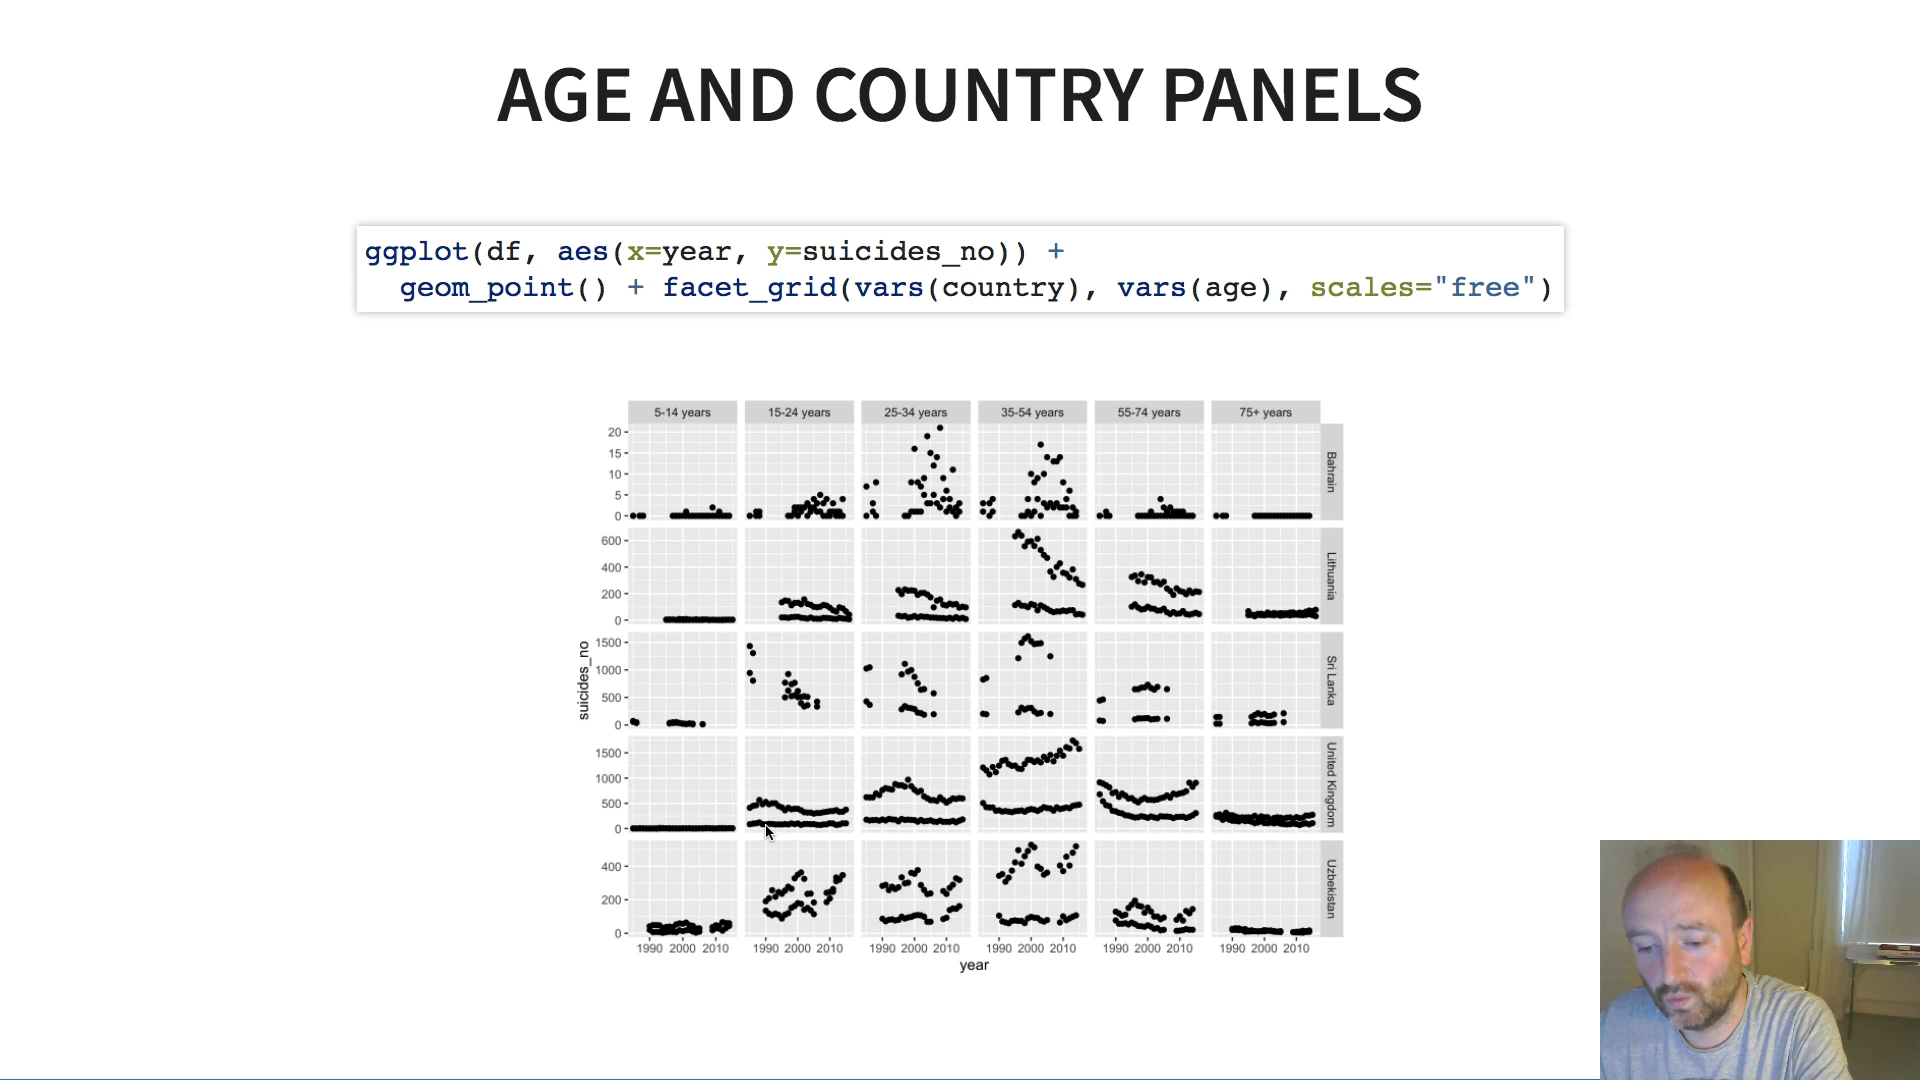 AGE AND COUNTRY PANELS
ggplot(df, aes(x=year, y=suicides_no)) +
geom_point() + facet_grid(vars(country), vars(age), scales="free")
5-14 years 15-24 years 25-34 years 35-54 years 55-74 years 75+ years
20
15
10
5
0
Bahrain
600
400
200
0
Lithuania
1500
1000
500
0
Sri Lanka
1500
1000
500
0
United Kingdom
400
200
0
Uzbekistan
suicides_no
1990 2000 2010 1990 2000 2010 1990 2000 2010 1990 2000 2010 1990 2000 2010 1990 2000 2010
year